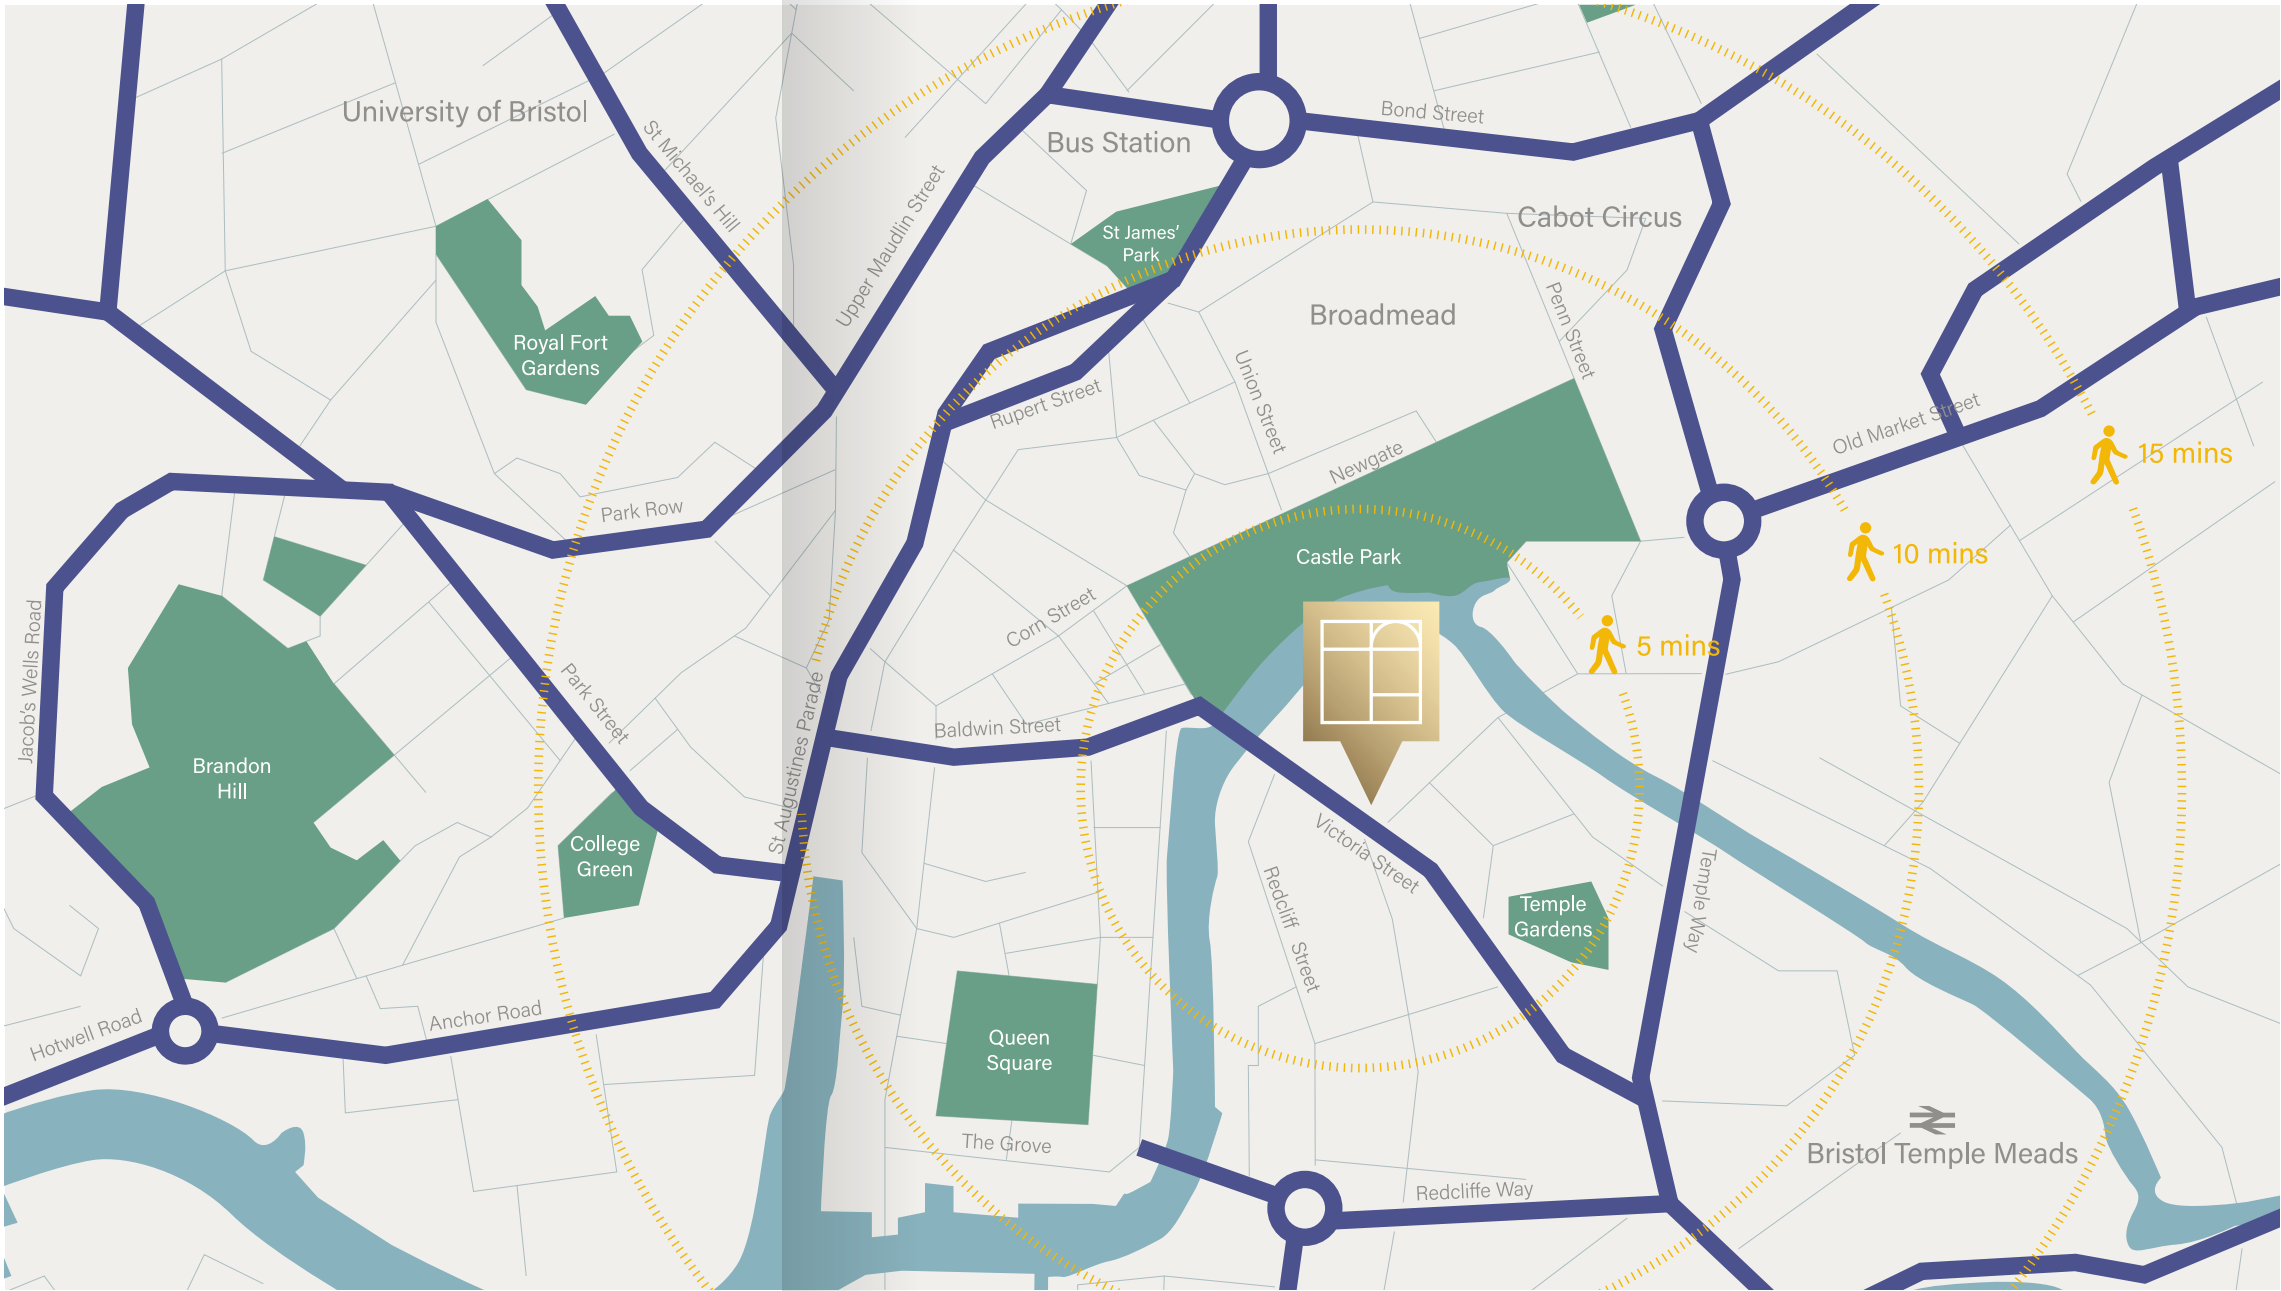 University of Bristol
St Michael's Hill
Upper Maudlin Street
Bus Station
Bond Street
Cabot Circus
St James'
Park
Royal Fort
Gardens
Broadmead
Penn Street
Union Street
Rupert Street
Old Market Street
15 mins
Newgate
Park Row
Castle Park
10 mins
Jacob's Wells Road
Corn Street
5 mins
Park Street
St Augustines Parade
Baldwin Street
Brandon
Hill
College
Green
Victoria Street
Redcliff Street
Temple
Gardens
Temple Way
Hotwell Road
Anchor Road
Queen
Square
The Grove
Redcliffe Way
Bristol Temple Meads